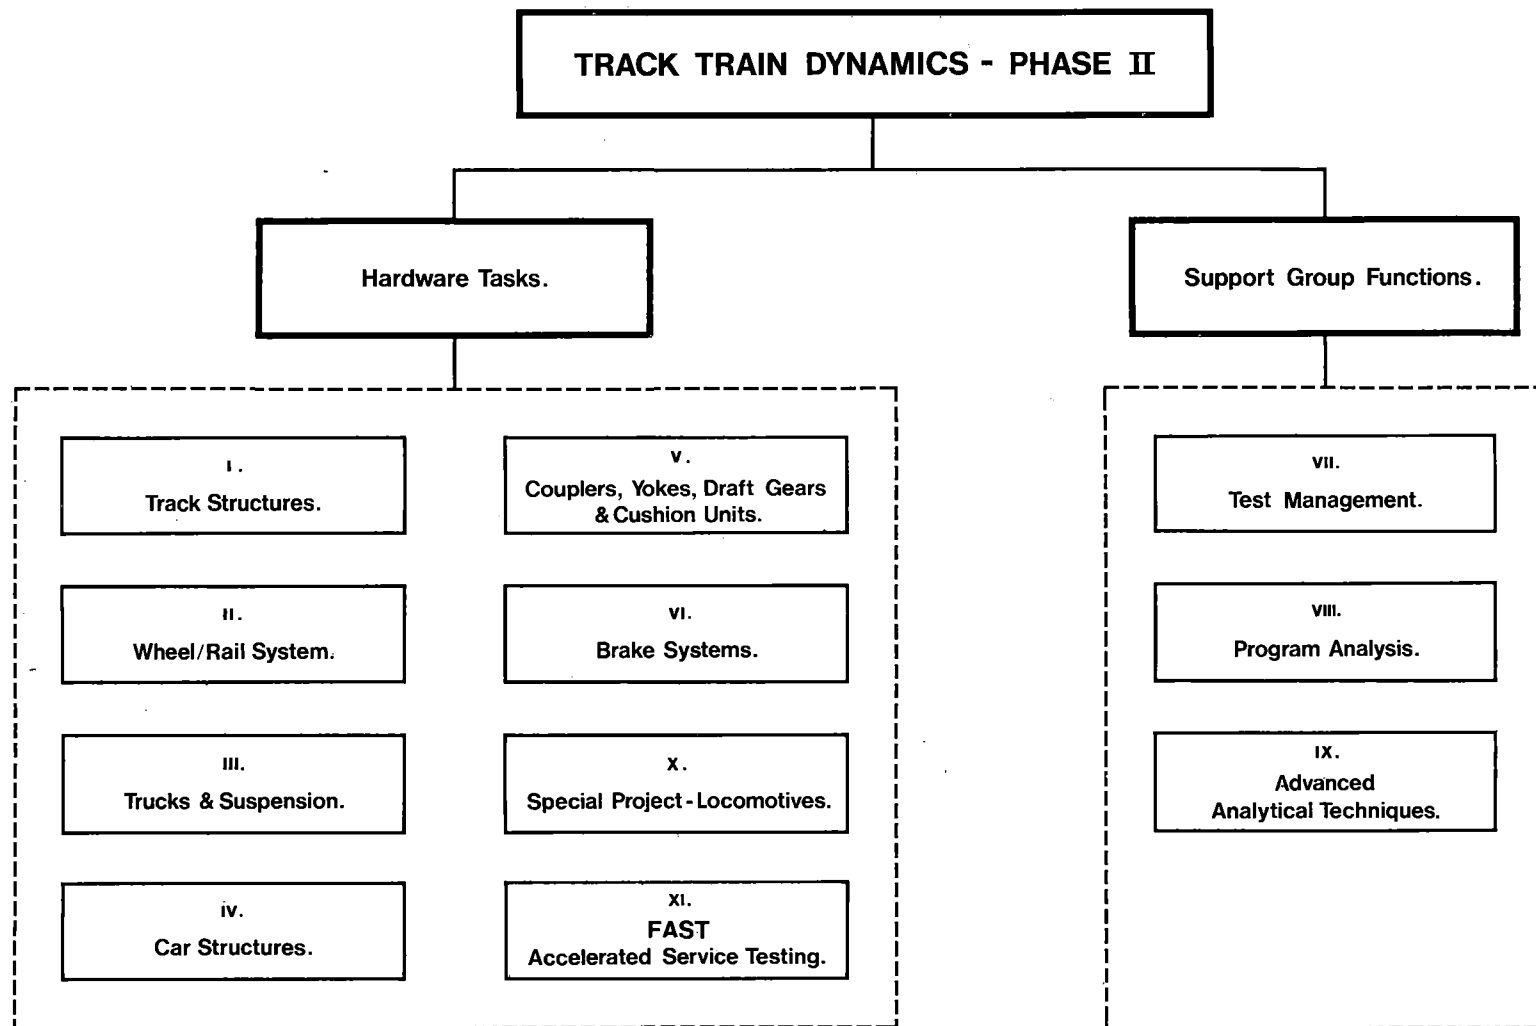 TRACK TRAIN DYNAMICS - PHASE II
Hardware Tasks.
Support Group Functions.
I.
Track Structures.
II.
Wheel/Rail System.
III.
Trucks & Suspension.
IV.
Car Structures.
V.
Couplers, Yokes, Draft Gears
& Cushion Units.
VI.
Brake Systems.
X.
Special Project-Locomotives.
XI.
FAST
Accelerated Service Testing.
VII.
Test Management.
VIII.
Program Analysis.
IX.
Advanced
Analytical Techniques.